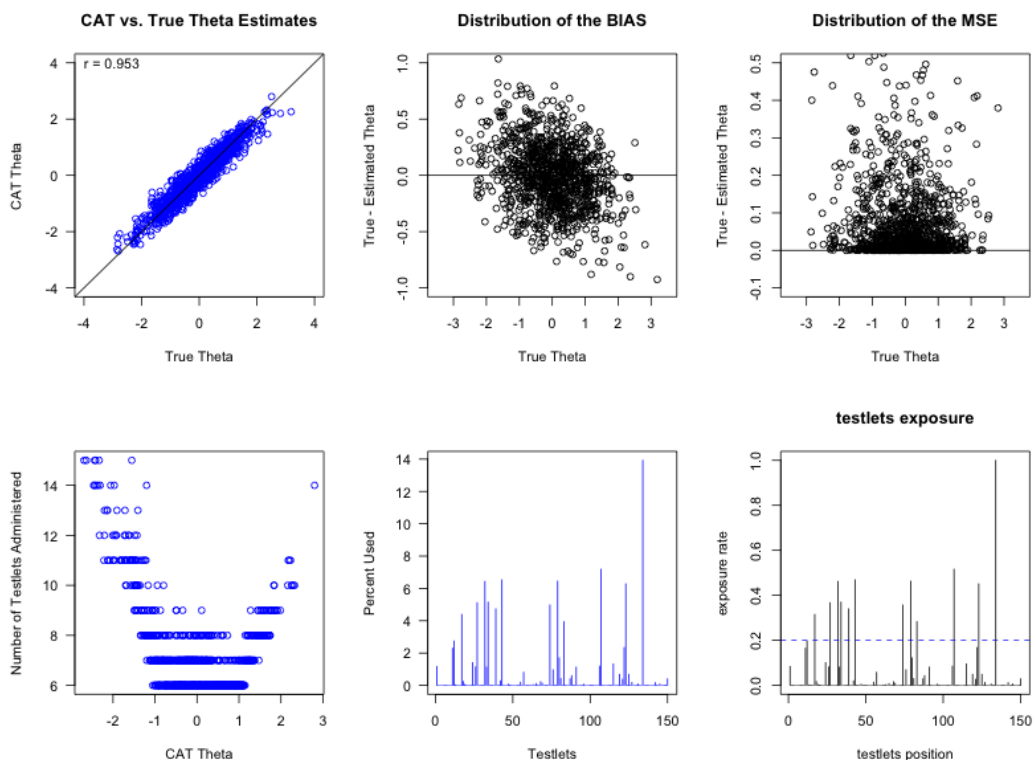 CAT vs. True Theta Estimates
r = 0.953
CAT Theta
4
2
0
-2
-4
-4 -2 0 2 4
True Theta
Distribution of the BIAS
True - Estimated Theta
1.0
0.5
0.0
-0.5
-1.0
-3 -2 -1 0 1 2 3
True Theta
Distribution of the MSE
True - Estimated Theta
0.5
0.4
0.3
0.2
0.1
0.0
-0.1
-3 -2 -1 0 1 2 3
True Theta
Number of Testlets Administered
14
12
10
8
6
-2 -1 0 1 2 3
CAT Theta
Percent Used
14
12
10
8
6
4
2
0
0 50 100 150
Testlets
testlets exposure
exposure rate
1.0
0.8
0.6
0.4
0.2
0.0
0 50 100 150
testlets position